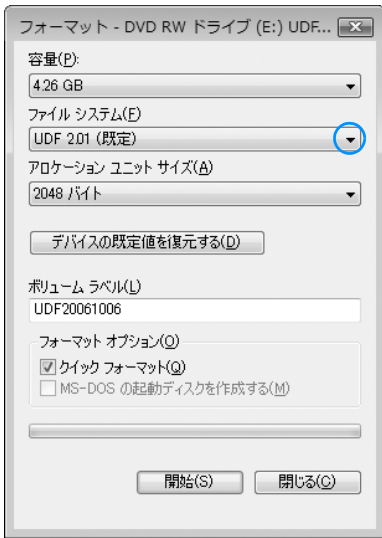 フォーマット - DVD RW ドライブ (E:) UDF...
容量(P):
4.26 GB
ファイル システム(F)
UDF 2.01 (既定)
アロケーション ユニット サイズ(A)
2048 バイト
デバイスの既定値を復元する(D)
ボリューム ラベル(L)
UDF20061006
フォーマット オプション(O)
クイック フォーマット(Q)
MS-DOS の起動ディスクを作成する(M)
開始(S)
閉じる(C)